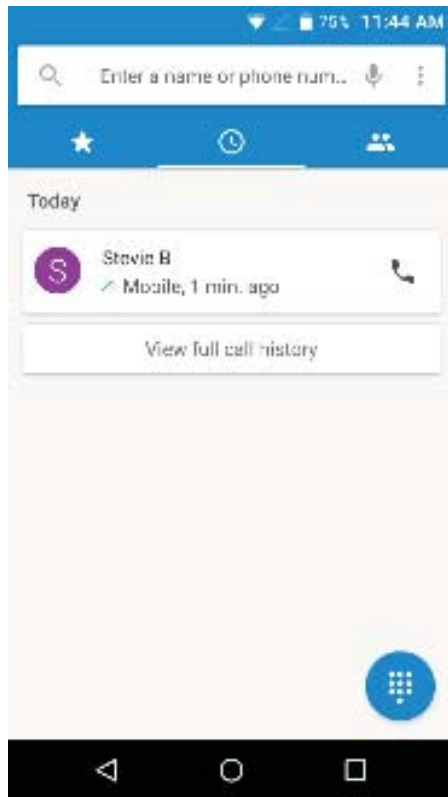 75% 11:44 AM
Enter a name or phone num...
Today
S
Stevie B
Mobile, 1 min. ago
View full call history